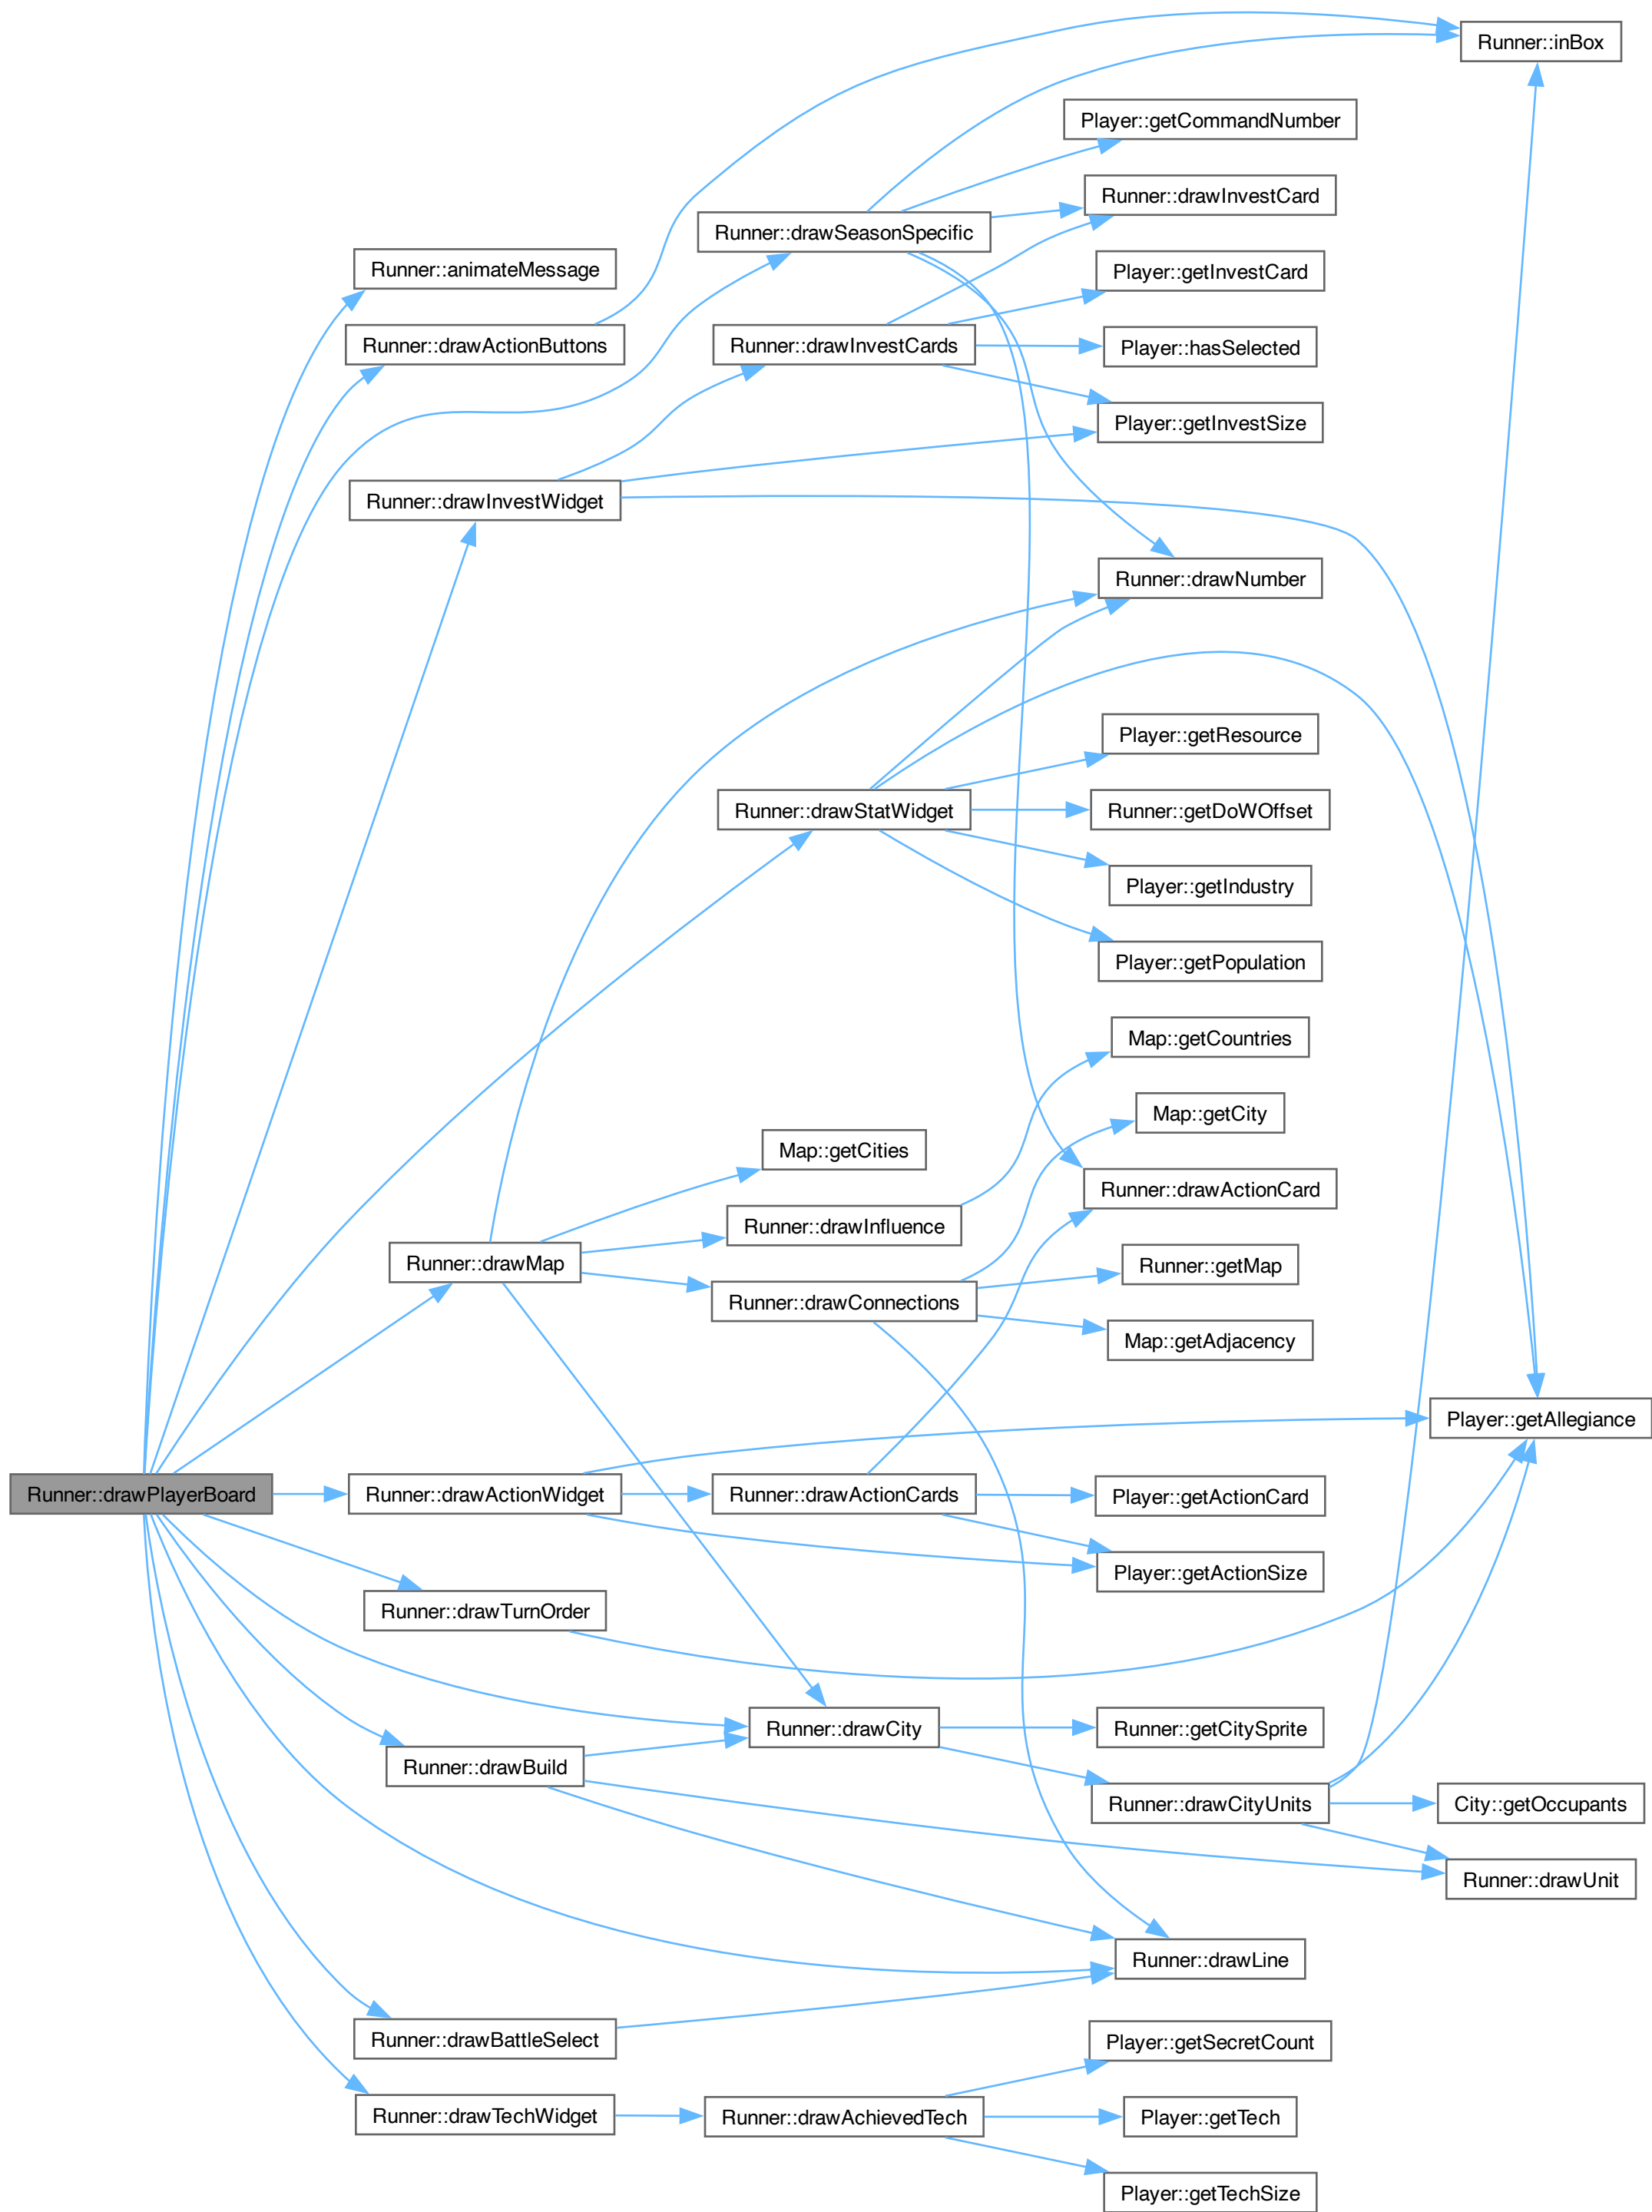 Runner::inBox
Player::getCommandNumber
Runner::drawInvestCard
Runner::drawSeasonSpecific
Runner::animateMessage
Player::getInvestCard
Runner::drawActionButtons
Runner::drawInvestCards
Player::hasSelected
Player::getInvestSize
Runner::drawInvestWidget
Runner::drawNumber
Player::getResource
Runner::drawStatWidget
Runner::getDoWOffset
Player::getIndustry
Player::getPopulation
Map::getCountries
Map::getCity
Map::getCities
Runner::drawActionCard
Runner::drawInfluence
Runner::drawMap
Runner::getMap
Runner::drawConnections
Map::getAdjacency
Player::getAllegiance
Runner::drawPlayerBoard
Runner::drawActionWidget
Runner::drawActionCards
Player::getActionCard
Player::getActionSize
Runner::drawTurnOrder
Runner::drawCity
Runner::getCitySprite
Runner::drawBuild
Runner::drawCityUnits
City::getOccupants
Runner::drawUnit
Runner::drawLine
Runner::drawBattleSelect
Player::getSecretCount
Runner::drawTechWidget
Runner::drawAchievedTech
Player::getTech
Player::getTechSize